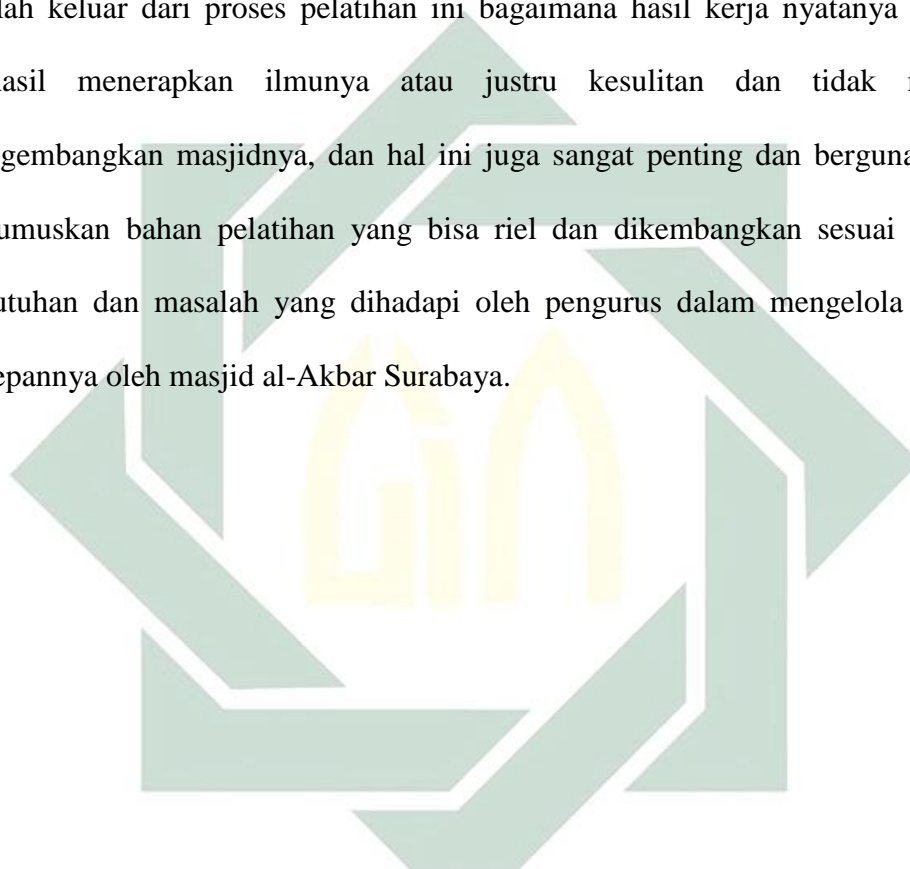 lah keluar dari proses pelatihan ini bagaimana hasil kerja nyatanya
hasil menerapkan ilmunya atau justru kesulitan dan tidak
gembangkan masjidnya, dan hal ini juga sangat penting dan berguna
umuskan bahan pelatihan yang bisa riel dan dikembangkan sesuai
utuhan dan masalah yang dihadapi oleh pengurus dalam mengelola
epannya oleh masjid al-Akbar Surabaya.